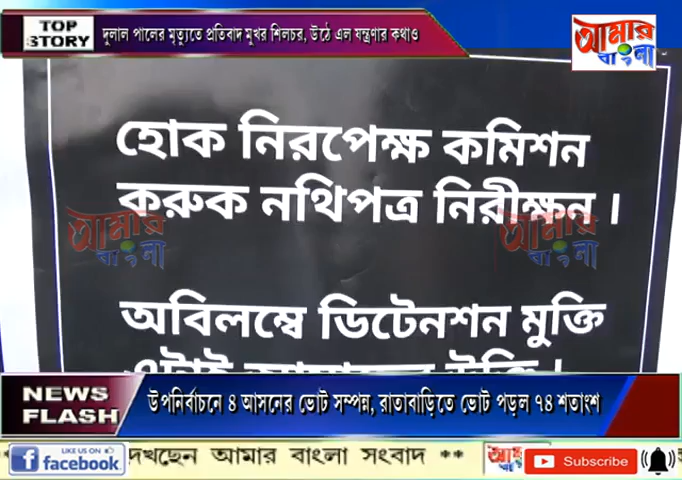 TOP STORY
দুলাল পালের মৃত্যুতে প্রতিবাদ মুখর শিলচর, উঠে এল যন্ত্রণার কথাও
আমার বাংলা
হোক নিরপেক্ষ কমিশন
করুক নথিপত্র নিরীক্ষন।
আমার বাংলা
আমার বাংলা
অবিলম্বে ডিটেনশন মুক্তি
NEWS FLASH
উপনির্বাচনে ৪ আসনের ভোট সম্পন্ন, রাতাবাড়িতে ভোট পড়ল ৭৪ শতাংশ
LIKE US ON
facebook.
দেখছেন আমার বাংলা সংবাদ **
Subscribe